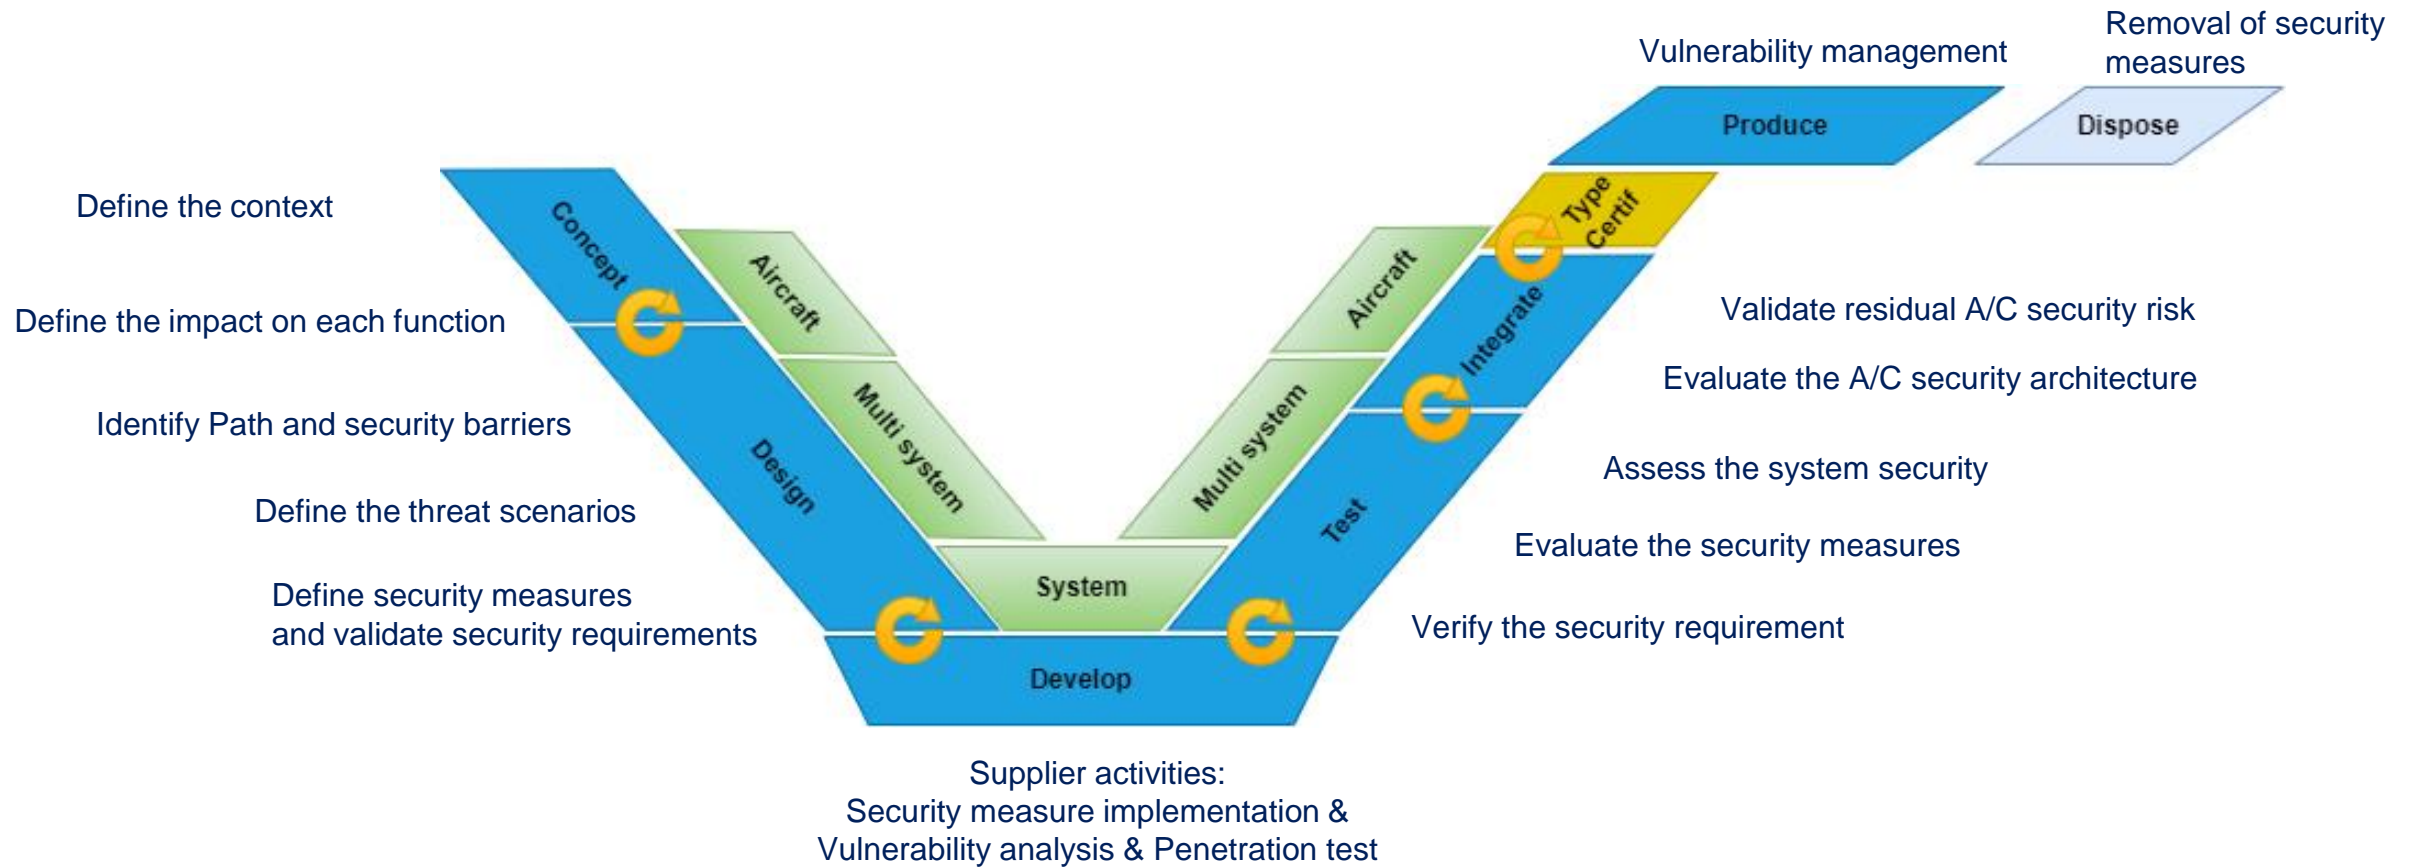 Removal of security
measures
Vulnerability management
Produce
Dispose
Type
Certif
Define the context
Concept
Aircraft
Aircraft
Integrate
Define the impact on each function
Validate residual A/C security risk
Evaluate the A/C security architecture
Identify Path and security barriers
Multi system
Multi system
Design
Test
Assess the system security
Define the threat scenarios
Evaluate the security measures
System
Define security measures
and validate security requirements
Verify the security requirement
Develop
Supplier activities:
Security measure implementation &
Vulnerability analysis & Penetration test